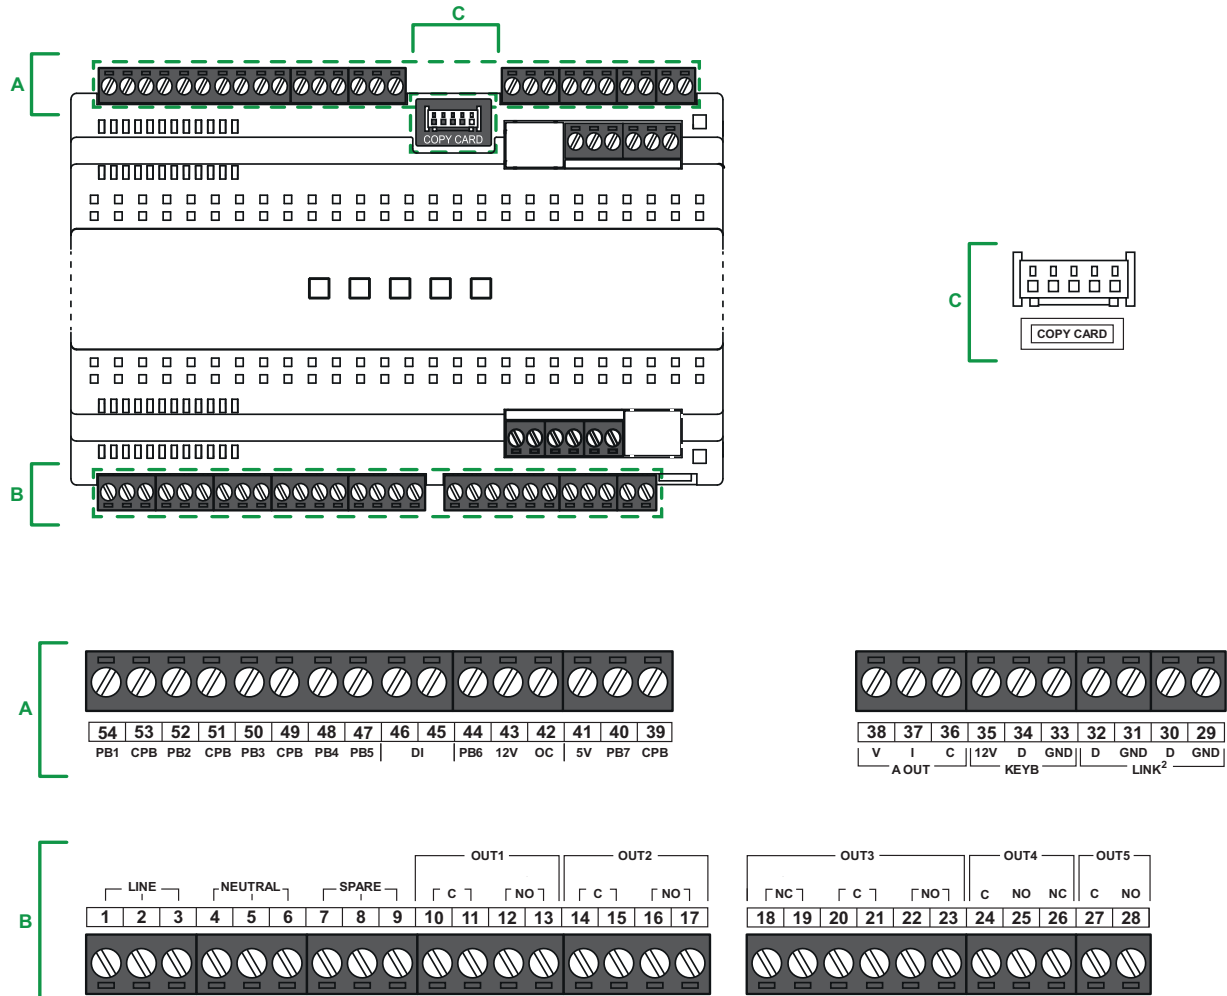 C
A
COPY CARD
C
COPY CARD
B
A
54 53 52 51 50 49 48 47 46 45 44 43 42 41 40 39
PB1 CPB PB2 CPB PB3 CPB PB4 PB5 DI PB6 12V OC 5V PB7 CPB
38 37 36 35 34 33 32 31 30 29
V I C 12V D GND D GND D GND
A OUT KEYB LINK2
B
OUT1 OUT2 OUT3 OUT4 OUT5
LINE NEUTRAL SPARE C NO C NO NC C NO C NO NC C NO
1 2 3 4 5 6 7 8 9 10 11 12 13 14 15 16 17 18 19 20 21 22 23 24 25 26 27 28